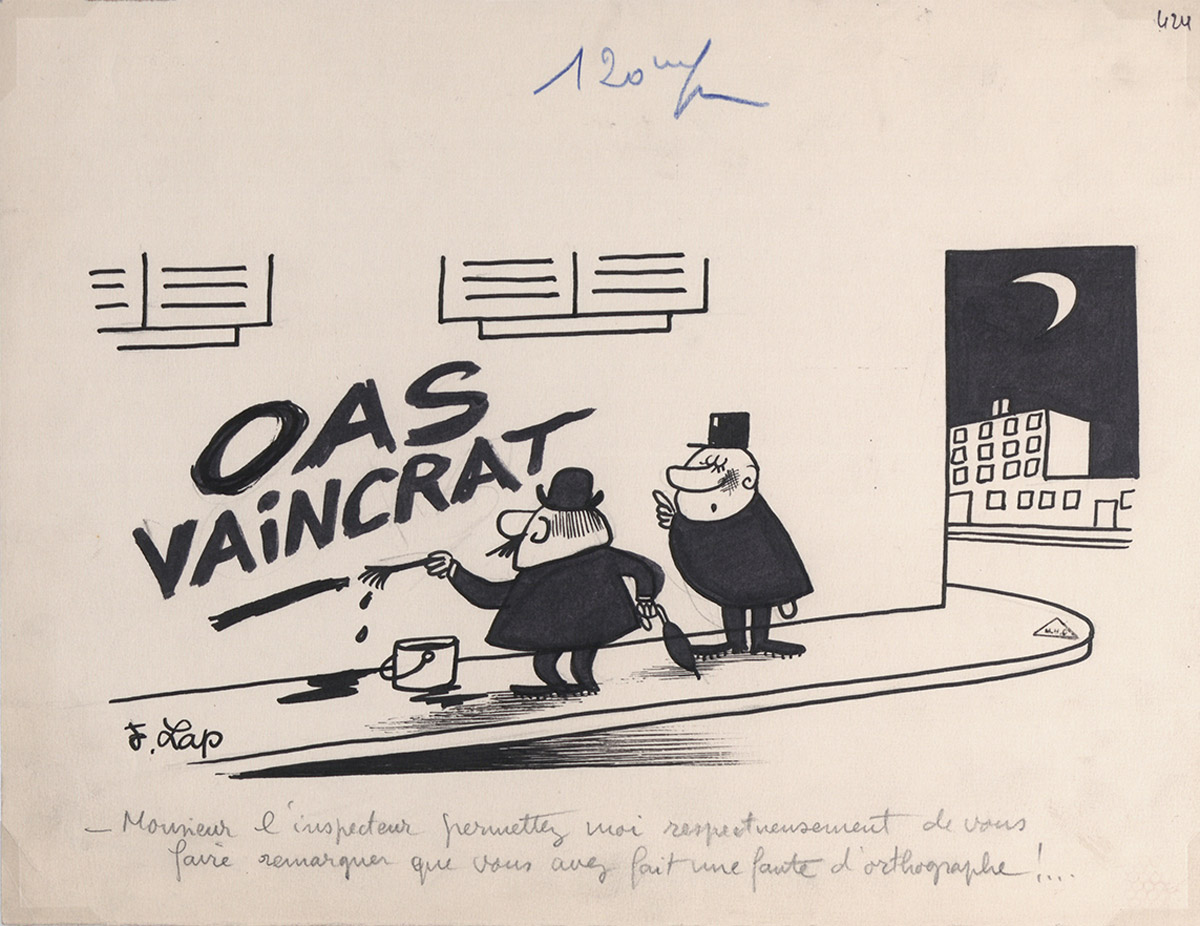 424
120 m/m
OAS
VAiNCRAT
F. Lap
— Monsieur l'inspecteur permettez moi respectueusement de vous
faire remarquer que vous avez fait une faute d'orthographe !...